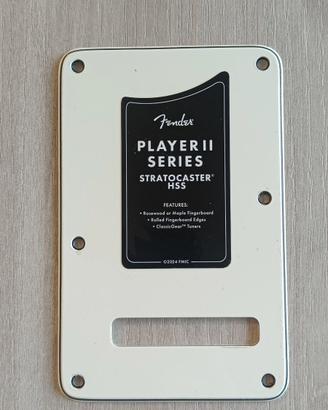 Fender
PLAYER II
SERIES
STRATOCASTER®
HSS
FEATURES:
• Rosewood or Maple Fingerboard
• Rolled Fingerboard Edges
• ClassicGear™ Tuners
©2024 FMIC